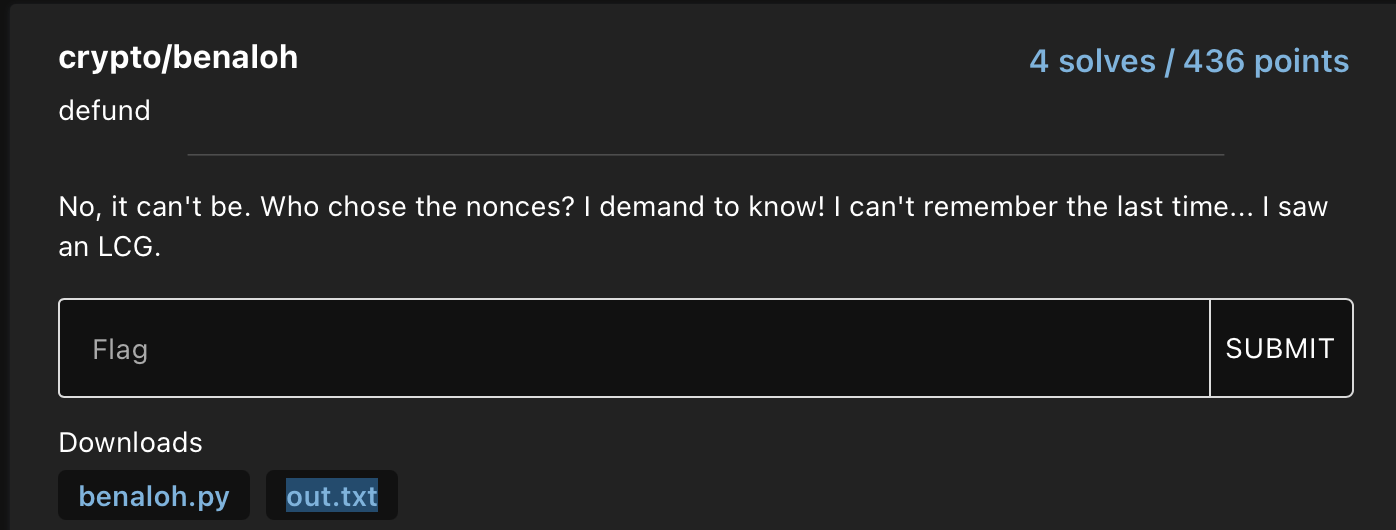 crypto/benaloh
4 solves / 436 points
defund
No, it can't be. Who chose the nonces? I demand to know! I can't remember the last time... I saw
an LCG.
Flag
SUBMIT
Downloads
benaloh.py
out.txt